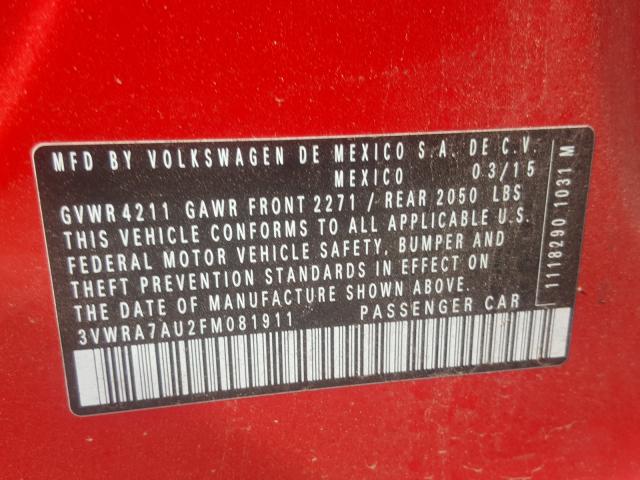 MFD BY VOLKSWAGEN DE MEXICO S.A. DE C.V.
MEXICO 03/15
GVWR 4211 GAWR FRONT 2271 / REAR 2050 LBS
THIS VEHICLE CONFORMS TO ALL APPLICABLE U.S.
FEDERAL MOTOR VEHICLE SAFETY, BUMPER AND
THEFT PREVENTION STANDARDS IN EFFECT ON
THE DATE OF MANUFACTURE SHOWN ABOVE.
3VWRA7AU2FM081911 PASSENGER CAR
1118290 1031 M